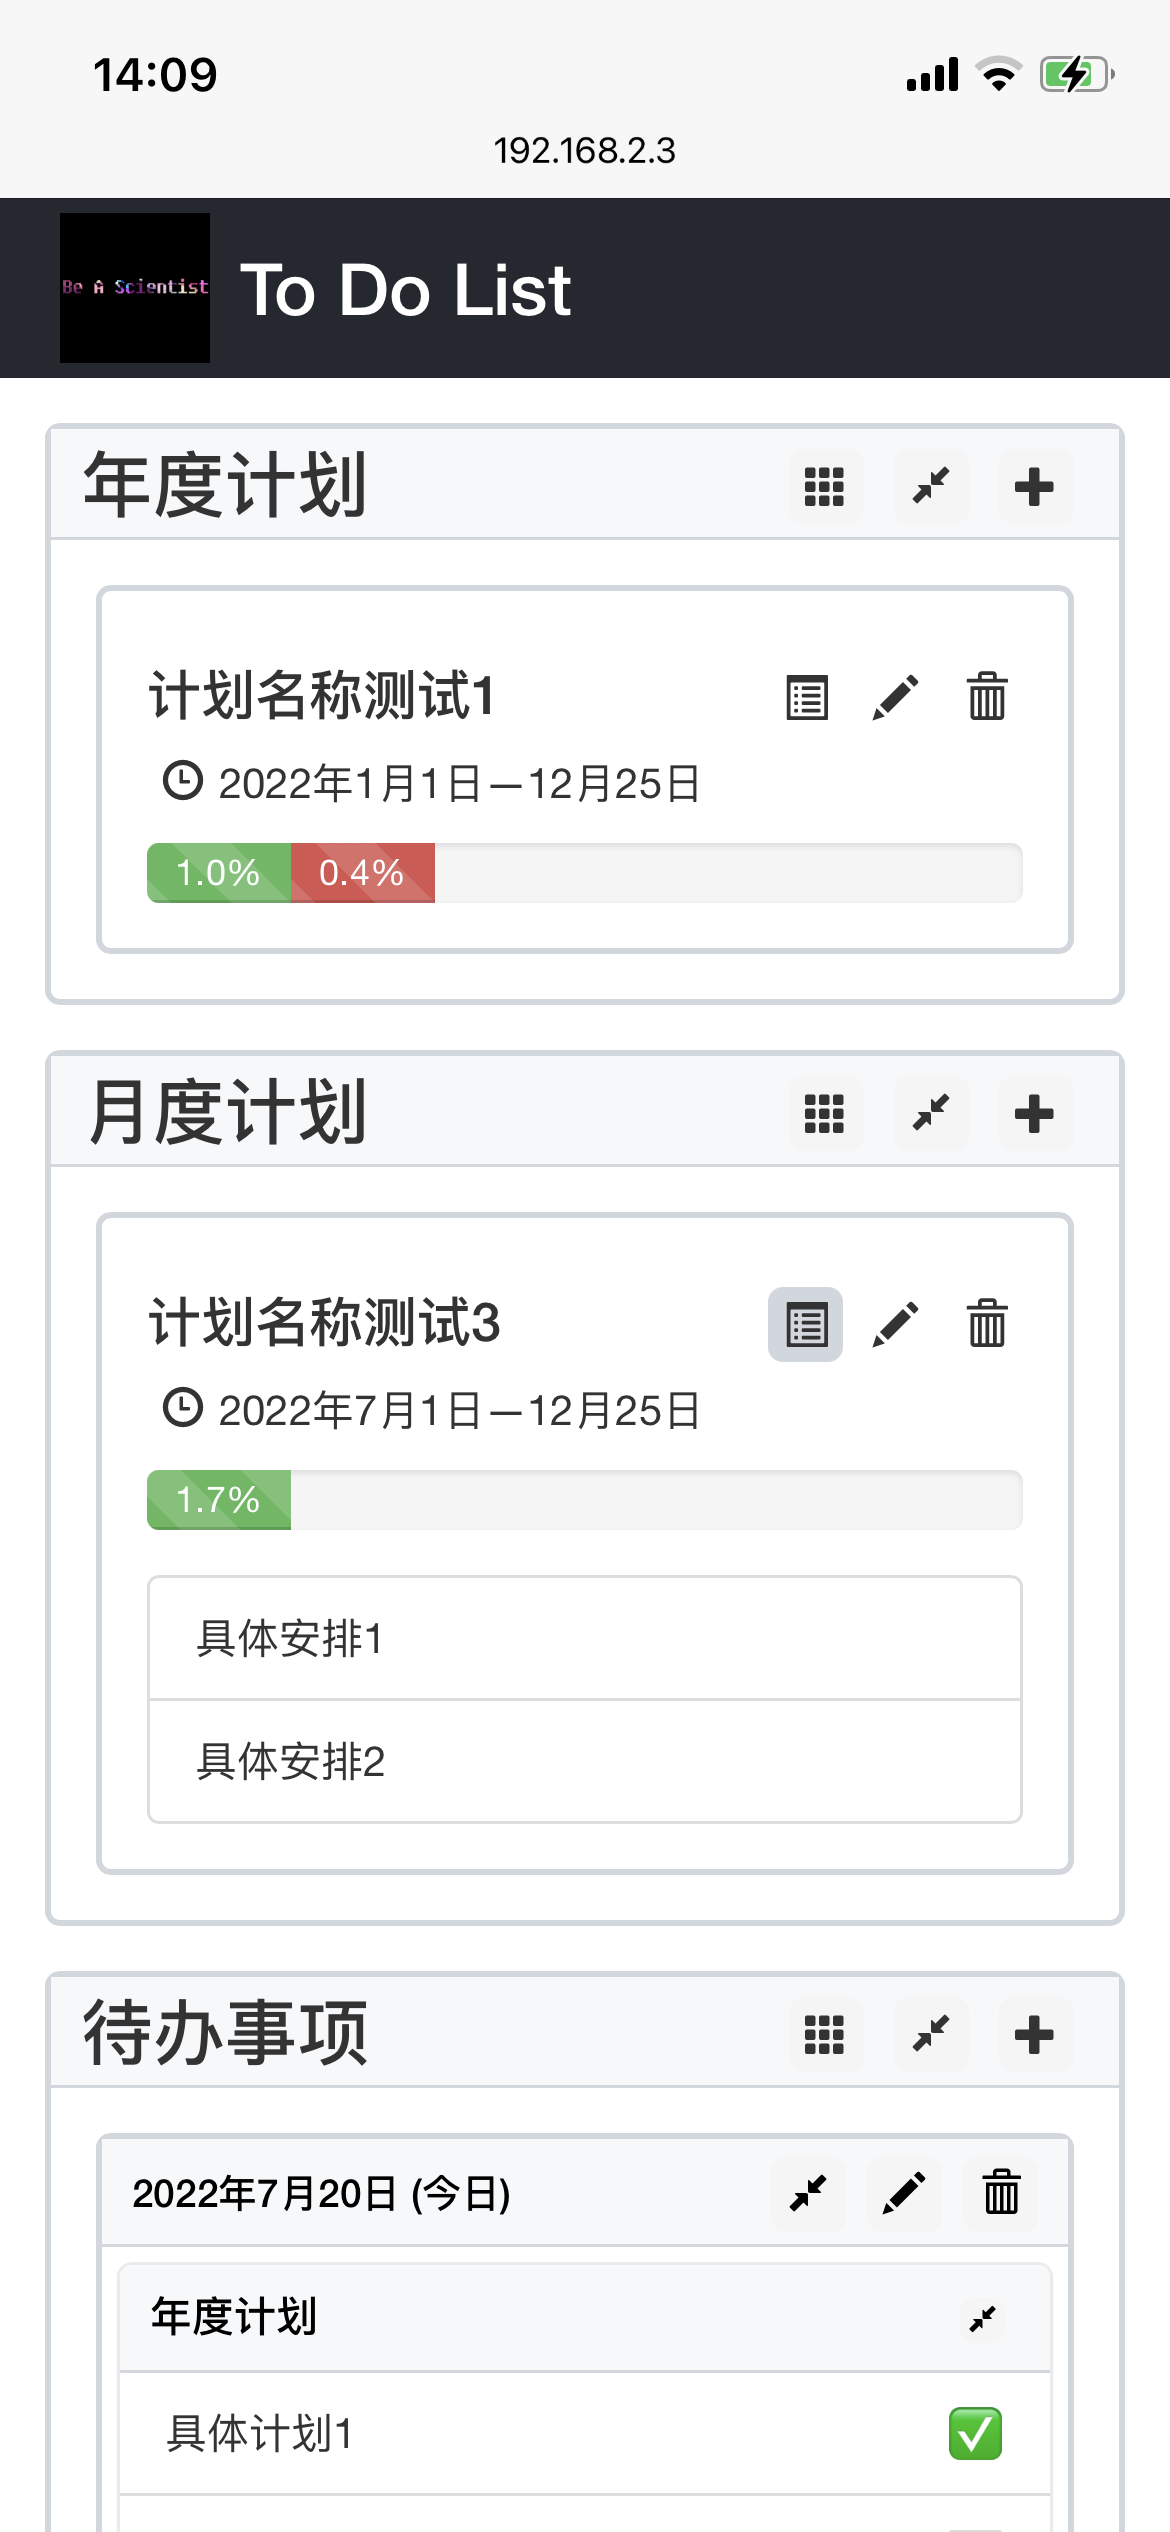 14:09
192.168.2.3
Be A Scientist
To Do List
年度计划
计划名称测试1
2022年1月1日—12月25日
1.0% 0.4%
月度计划
计划名称测试3
2022年7月1日—12月25日
1.7%
具体安排1
具体安排2
待办事项
2022年7月20日 (今日)
年度计划
具体计划1